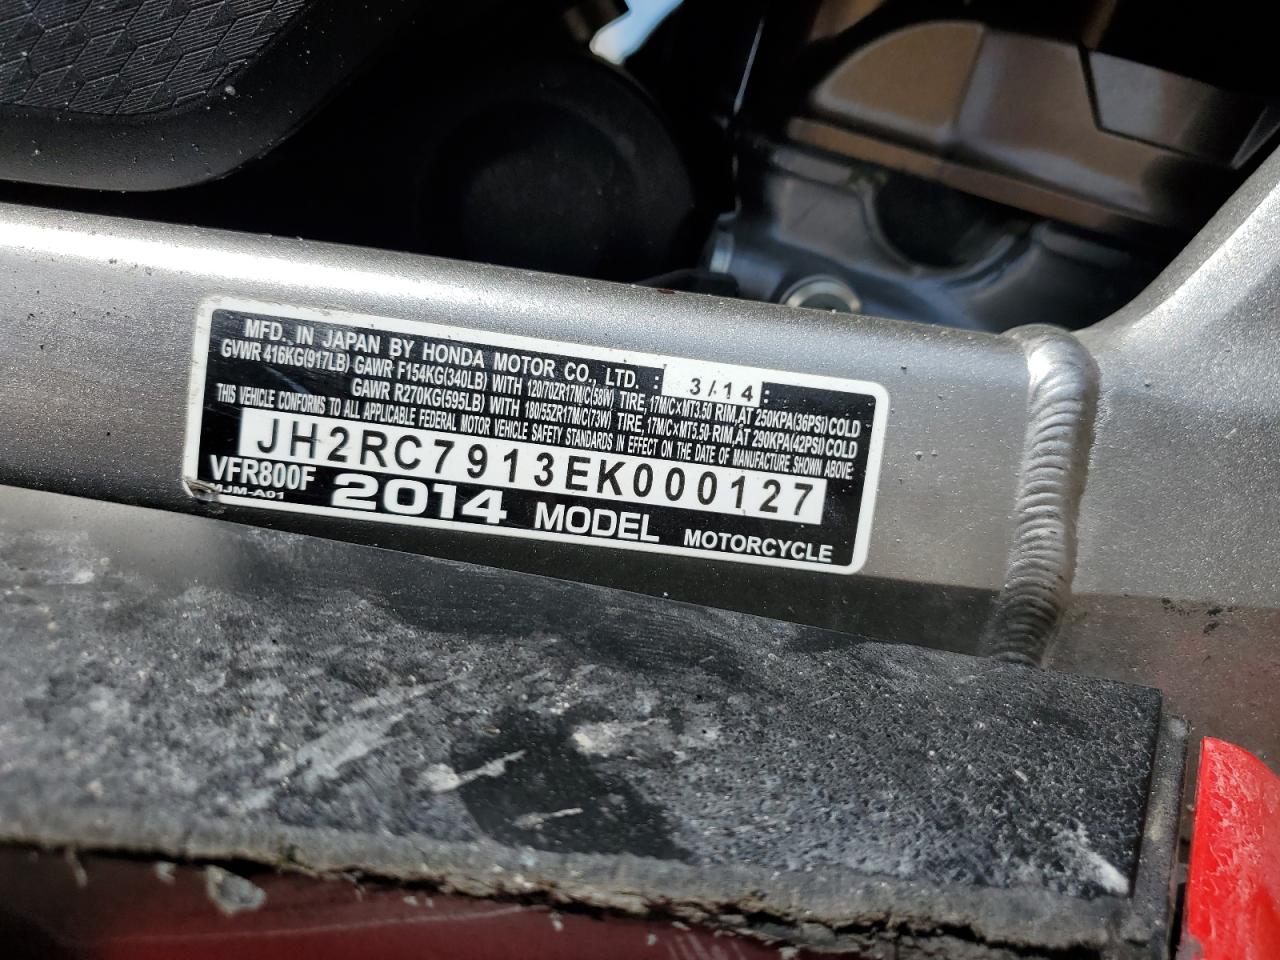 MFD. IN JAPAN BY HONDA MOTOR CO., LTD. : 3/14 :
GVWR 416KG(917LB) GAWR F154KG(340LB) WITH 120/70ZR17M/C(58W) TIRE, 17M/C×MT3.50 RIM, AT 250KPA(36PSI) COLD
GAWR R270KG(595LB) WITH 180/55ZR17M/C(73W) TIRE, 17M/C×MT5.50 RIM, AT 290KPA(42PSI) COLD
THIS VEHICLE CONFORMS TO ALL APPLICABLE FEDERAL MOTOR VEHICLE SAFETY STANDARDS IN EFFECT ON THE DATE OF MANUFACTURE SHOWN ABOVE.
JH2RC7913EK000127
VFR800F 2014 MODEL MOTORCYCLE
MJM-A01